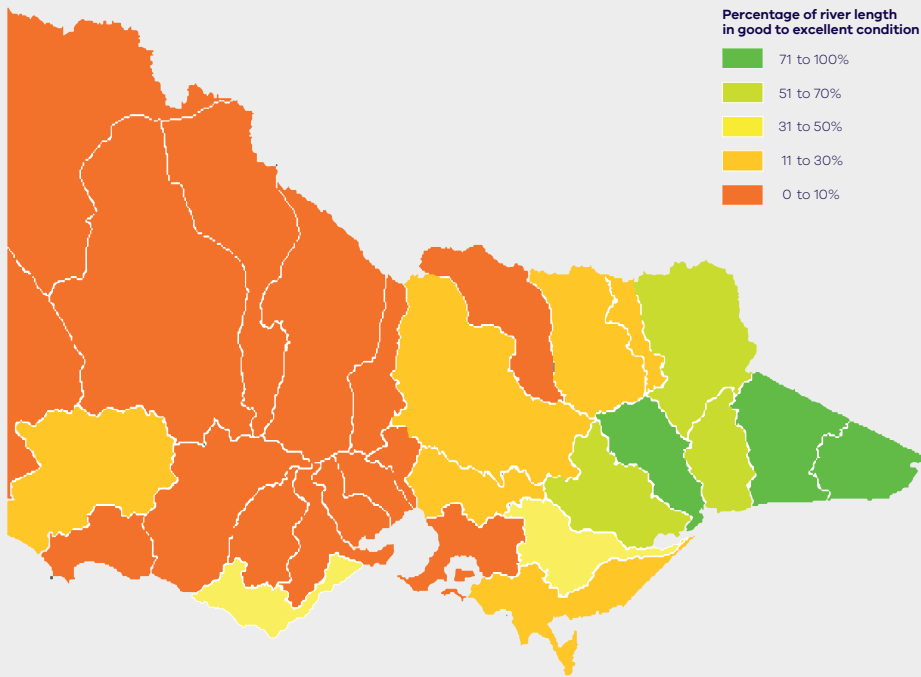 Percentage of river length
in good to excellent condition
71 to 100%
51 to 70%
31 to 50%
11 to 30%
0 to 10%